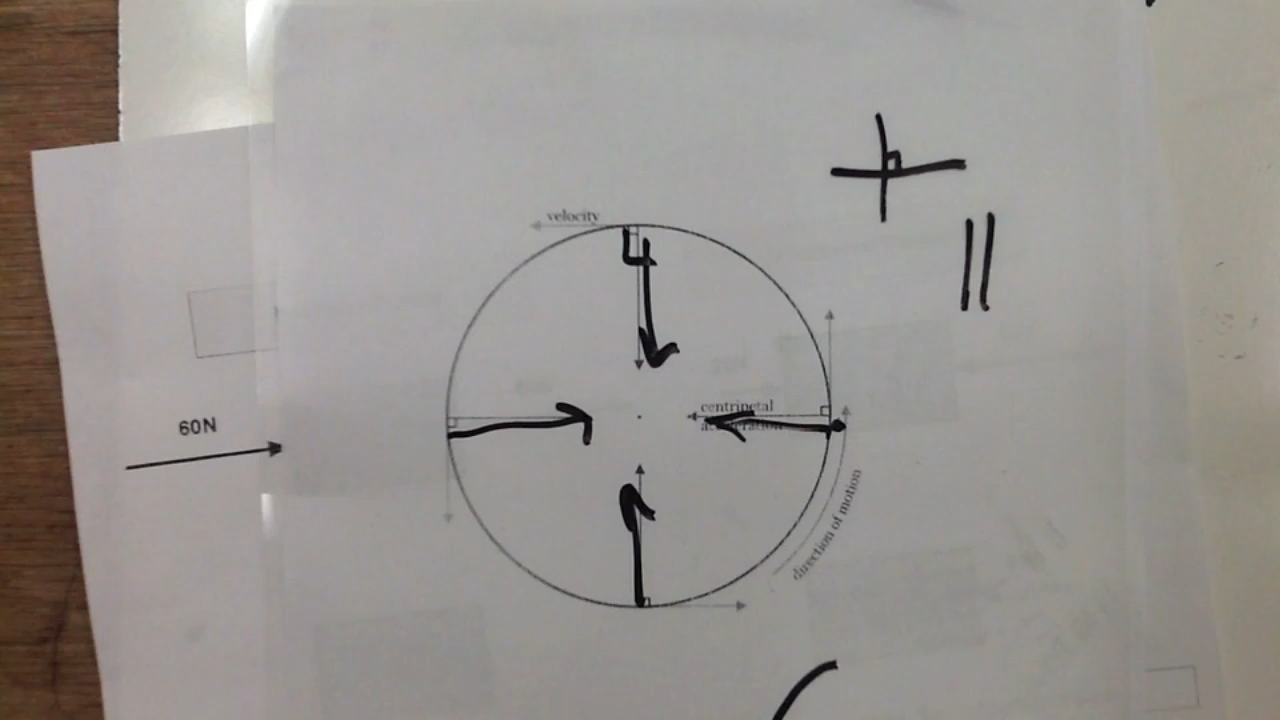 velocity
centripetal
acceleration
60N
direction of motion